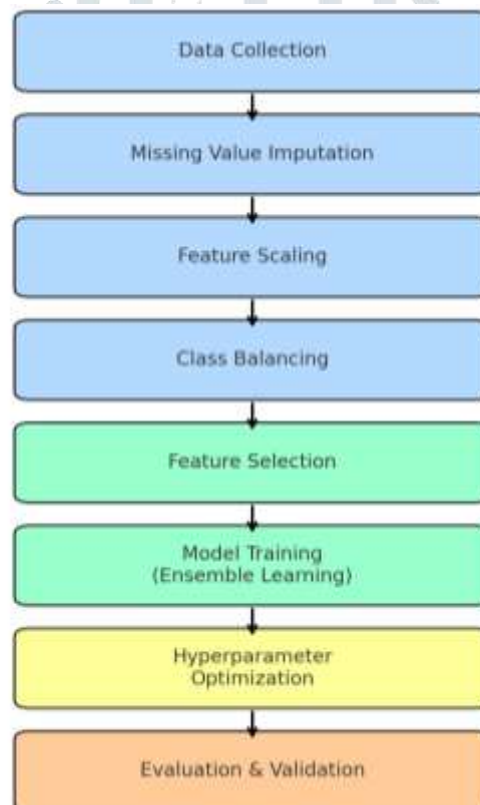 Data Collection
Missing Value Imputation
Feature Scaling
Class Balancing
Feature Selection
Model Training
(Ensemble Learning)
Hyperparameter
Optimization
Evaluation & Validation